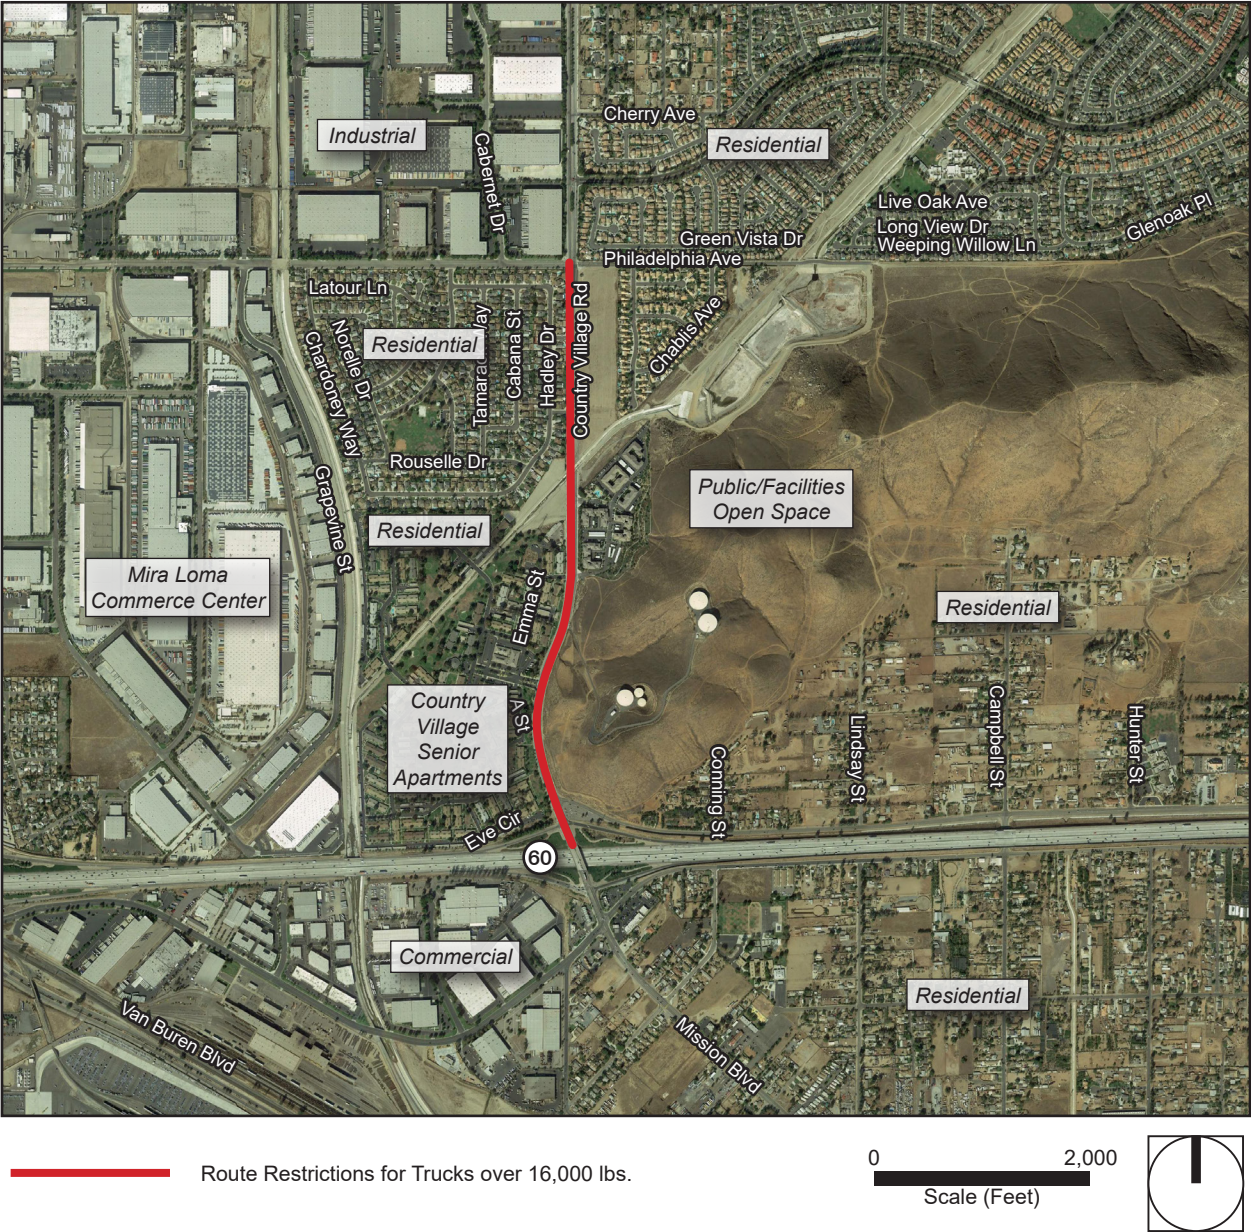 Cherry Ave
Industrial
Residential
Cabernet Dr
Live Oak Ave
Long View Dr
Weeping Willow Ln
Glenoak Pl
Green Vista Dr
Philadelphia Ave
Latour Ln
Norelle Dr
Chardoney Way
Residential
Tamara Way
Cabana St
Hadley Dr
Country Village Rd
Chablis Ave
Rouselle Dr
Grapevine St
Public/Facilities
Open Space
Residential
Mira Loma
Commerce Center
Emma St
Residential
Country
Village
Senior
Apartments
A St
Corning St
Lindsay St
Campbell St
Hunter St
Eve Cir
60
Commercial
Residential
Van Buren Blvd
Mission Blvd
Route Restrictions for Trucks over 16,000 lbs.
0 2,000
Scale (Feet)